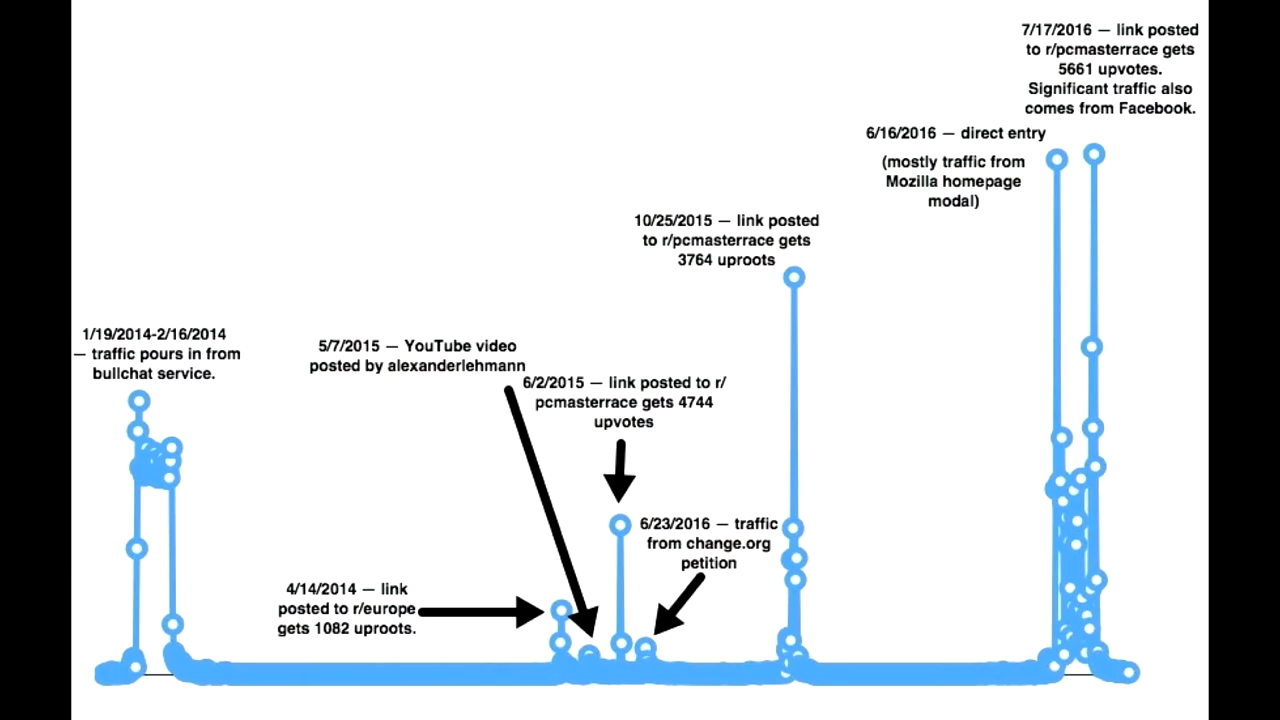 7/17/2016 — link posted
to r/pcmasterrace gets
5661 upvotes.
Significant traffic also
comes from Facebook.
6/16/2016 — direct entry
(mostly traffic from
Mozilla homepage
modal)
10/25/2015 — link posted
to r/pcmasterrace gets
3764 uproots
1/19/2014-2/16/2014
— traffic pours in from
bullchat service.
5/7/2015 — YouTube video
posted by alexanderlehmann
6/2/2015 — link posted to r/
pcmasterrace gets 4744
upvotes
6/23/2016 — traffic
from change.org
petition
4/14/2014 — link
posted to r/europe
gets 1082 uproots.